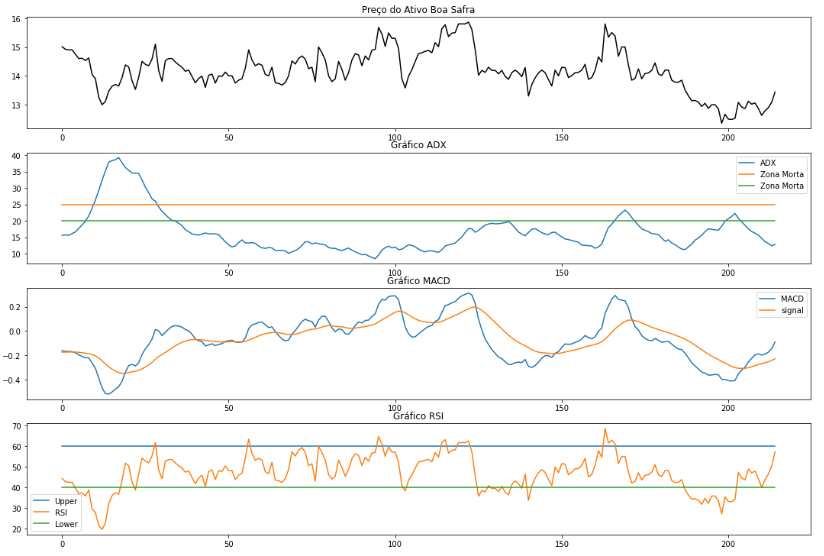 Preço do Ativo Boa Safra
16
15
14
13
0 50 100 150 200
Gráfico ADX
40
35
30
25
20
15
10
ADX
Zona Morta
Zona Morta
0 50 100 150 200
Gráfico MACD
0.2
0.0
−0.2
−0.4
MACD
signal
0 50 100 150 200
Gráfico RSI
70
60
50
40
30
20
Upper
RSI
Lower
0 50 100 150 200